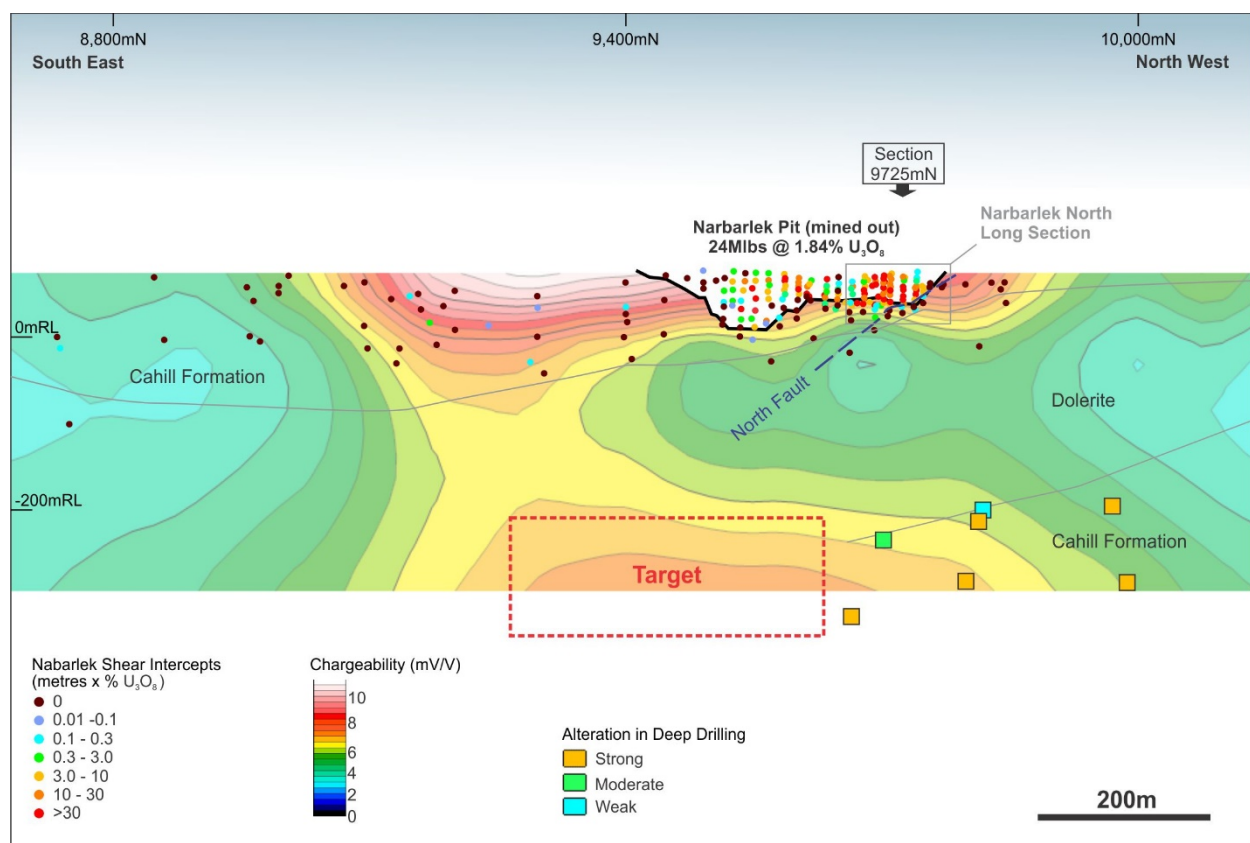 8,800mN
9,400mN
10,000mN
South East
North West
Section
9725mN
Narbarlek Pit (mined out)
24Mlbs @ 1.84% U₃O₈
Narbarlek North
Long Section
0mRL
Cahill Formation
North Fault
Dolerite
-200mRL
Cahill Formation
Target
Nabarlek Shear Intercepts
(metres x % U₃O₈)
0
0.01 -0.1
0.1 - 0.3
0.3 - 3.0
3.0 - 10
10 - 30
>30
Chargeability (mV/V)
10
8
6
4
2
0
Alteration in Deep Drilling
Strong
Moderate
Weak
200m